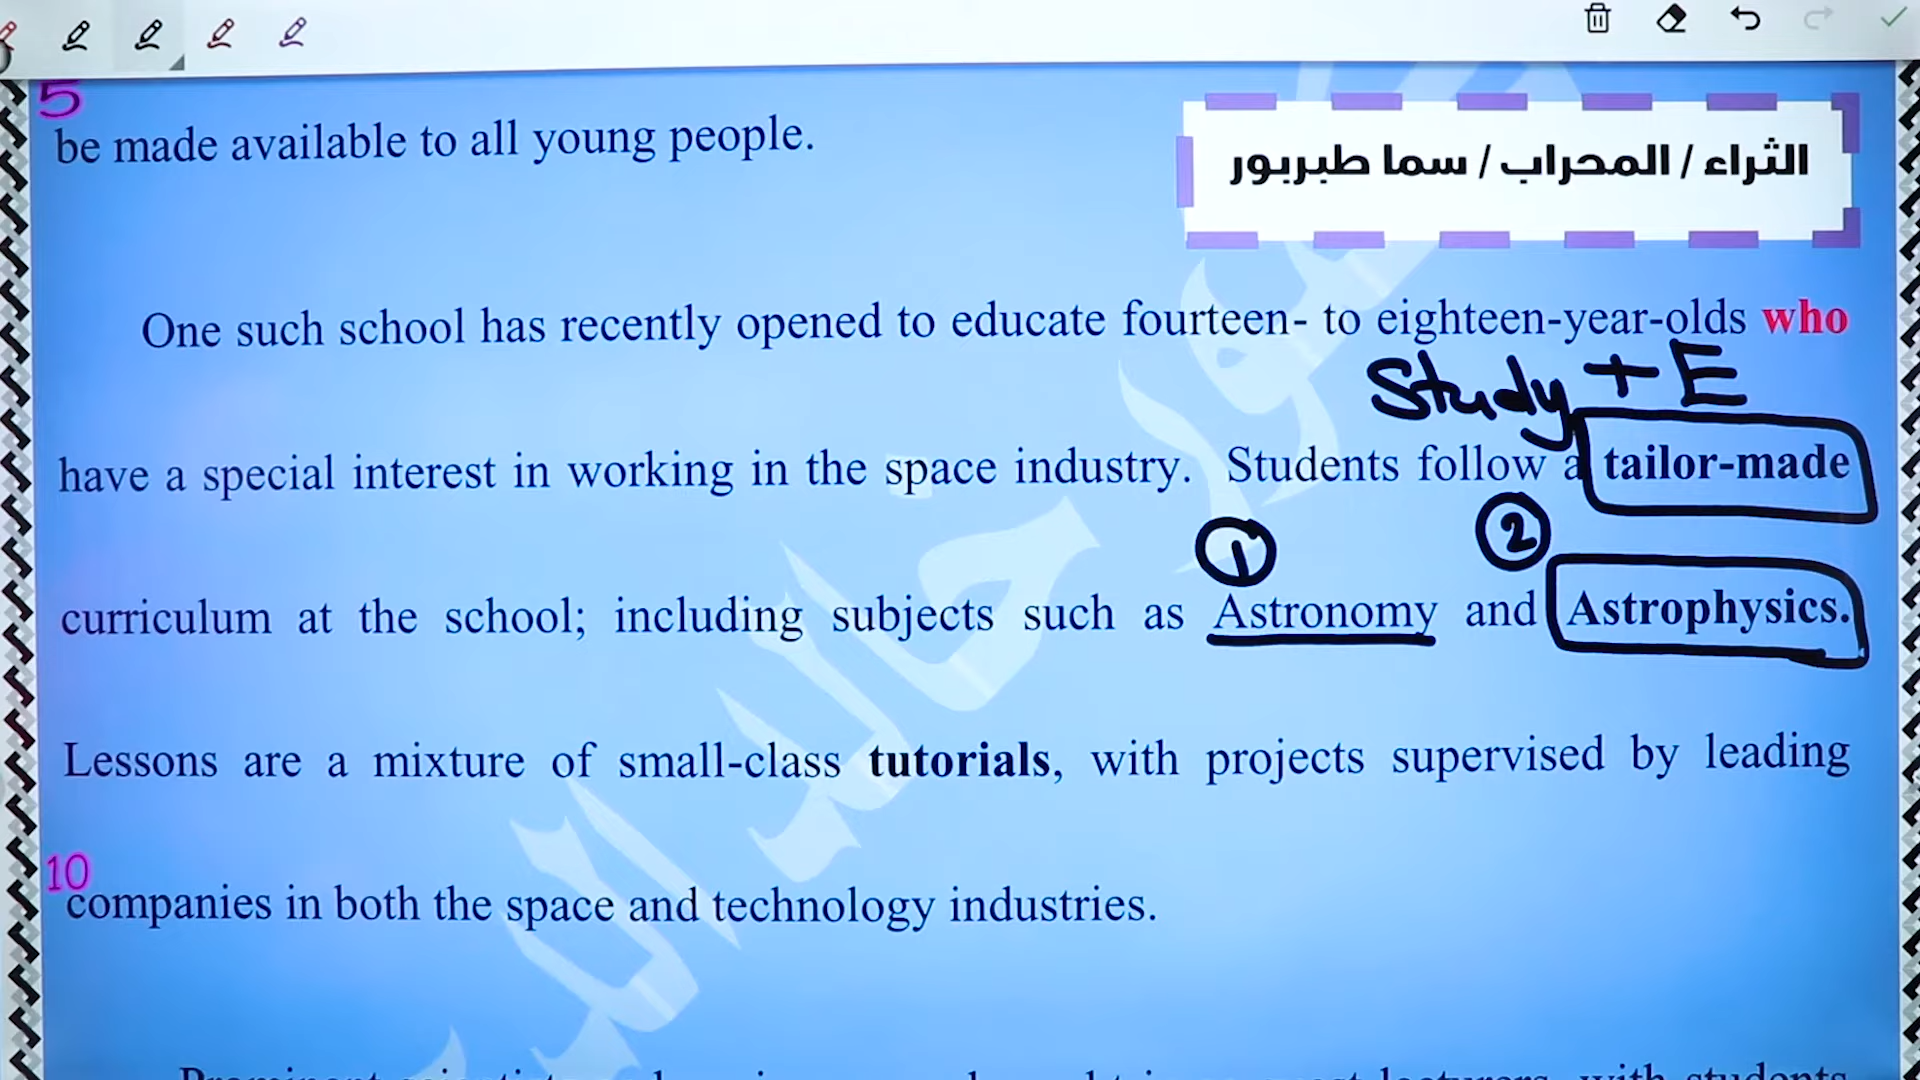 5
be made available to all young people.
الثراء / المحراب / سما طبربور
One such school has recently opened to educate fourteen- to eighteen-year-olds who
Study + E
have a special interest in working in the space industry. Students follow a tailor-made
1 2
curriculum at the school; including subjects such as Astronomy and Astrophysics.
Lessons are a mixture of small-class tutorials, with projects supervised by leading
10
companies in both the space and technology industries.
with students